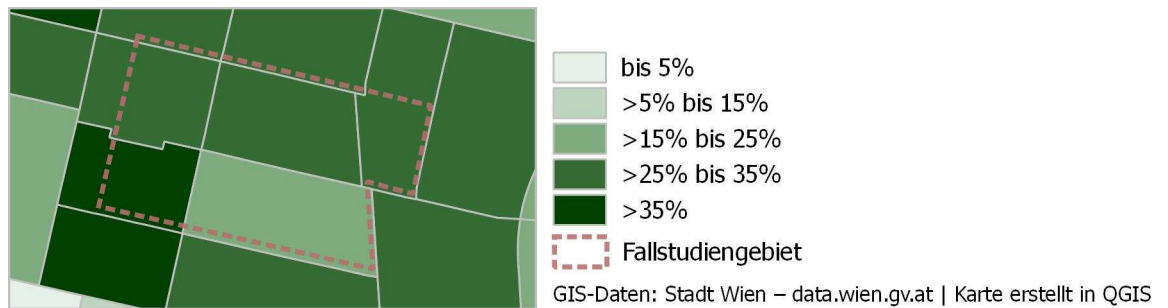 bis 5%
>5% bis 15%
>15% bis 25%
>25% bis 35%
>35%
Fallstudiengebiet
GIS-Daten: Stadt Wien – data.wien.gv.at | Karte erstellt in QGIS